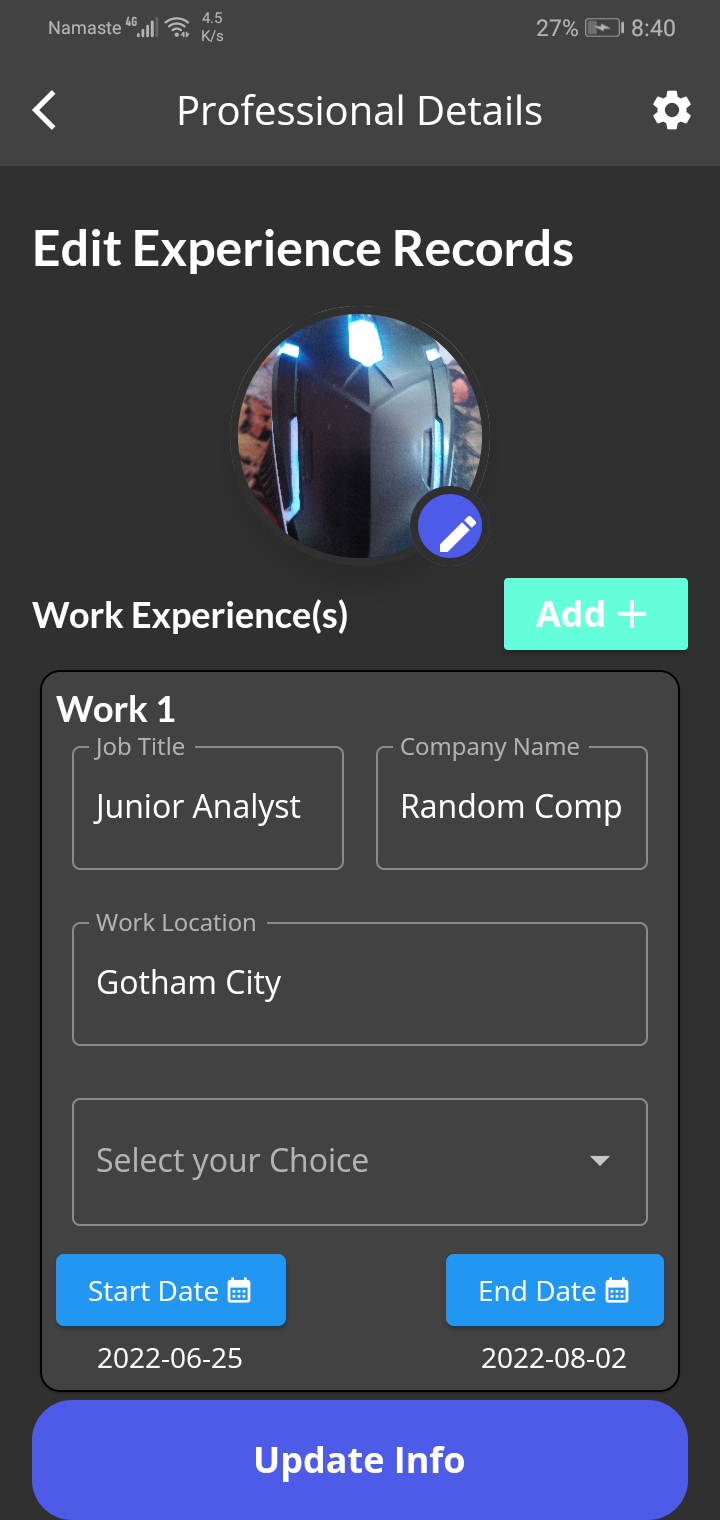 Namaste 4G 4.5 K/s 27% 8:40
Professional Details
Edit Experience Records
Work Experience(s) Add +
Work 1
Job Title Company Name
Junior Analyst Random Comp
Work Location
Gotham City
Select your Choice
Start Date End Date
2022-06-25 2022-08-02
Update Info